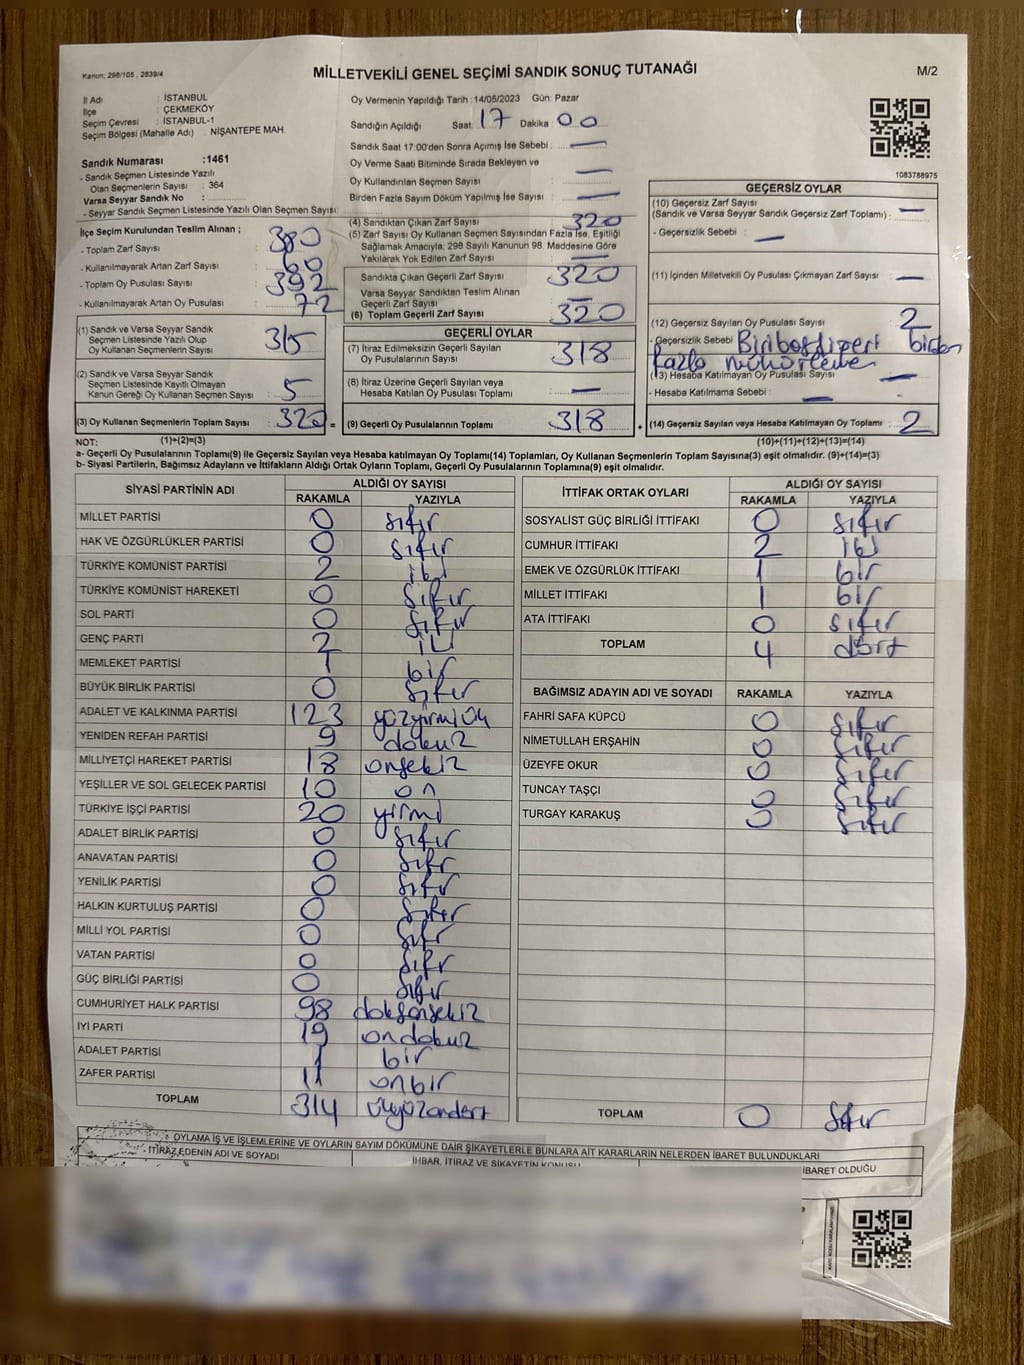 Kanun; 298/105, 2839/4
MİLLETVEKİLİ GENEL SEÇİMİ SANDIK SONUÇ TUTANAĞI
M/2
İl Adı : İSTANBUL
İlçe : ÇEKMEKÖY
Seçim Çevresi : İSTANBUL-1
Seçim Bölgesi (Mahalle Adı) : NİŞANTEPE MAH.
Sandık Numarası :1461
- Sandık Seçmen Listesinde Yazılı
Olan Seçmenlerin Sayısı : 364
Varsa Seyyar Sandık No :
- Seyyar Sandık Seçmen Listesinde Yazılı Olan Seçmen Sayısı :
İlçe Seçim Kurulundan Teslim Alınan ;
- Toplam Zarf Sayısı : 380
- Kullanılmayarak Artan Zarf Sayısı : 60
- Toplam Oy Pusulası Sayısı : 392
- Kullanılmayarak Artan Oy Pusulası : 72
(1) Sandık ve Varsa Seyyar Sandık
Seçmen Listesinde Yazılı Olup
Oy Kullanan Seçmenlerin Sayısı 315
(2) Sandık ve Varsa Seyyar Sandık
Seçmen Listesinde Kayıtlı Olmayan
Kanun Gereği Oy Kullanan Seçmen Sayısı 5
(3) Oy Kullanan Seçmenlerin Toplam Sayısı 320 =
Oy Vermenin Yapıldığı Tarih :14/05/2023 Gün: Pazar
Sandığın Açıldığı Saat: 17 Dakika : 00
Sandık Saat 17:00'den Sonra Açımış İse Sebebi : —
Oy Verme Saati Bitiminde Sırada Bekleyen ve
Oy Kullandırılan Seçmen Sayısı : —
Birden Fazla Sayım Döküm Yapılmış İse Sayısı : —
(4) Sandıktan Çıkan Zarf Sayısı : 320
(5) Zarf Sayısı Oy Kullanan Seçmen Sayısından Fazla İse, Eşitliği
Sağlamak Amacıyla; 298 Sayılı Kanunun 98. Maddesine Göre
Yakılarak Yok Edilen Zarf Sayısı : —
Sandıkta Çıkan Geçerli Zarf Sayısı : 320
Varsa Seyyar Sandıktan Teslim Alınan
Geçerli Zarf Sayısı : —
(6) Toplam Geçerli Zarf Sayısı : 320
GEÇERLİ OYLAR
(7) İtiraz Edilmeksizin Geçerli Sayılan
Oy Pusulalarının Sayısı 318
(8) İtiraz Üzerine Geçerli Sayılan veya
Hesaba Katılan Oy Pusulası Toplamı —
(9) Geçerli Oy Pusulalarının Toplamı 318 +
1083788975
GEÇERSİZ OYLAR
(10) Geçersiz Zarf Sayısı
(Sandık ve Varsa Seyyar Sandık Geçersiz Zarf Toplamı) : —
- Geçersizlik Sebebi : —
(11) İçinden Milletvekili Oy Pusulası Çıkmayan Zarf Sayısı : —
(12) Geçersiz Sayılan Oy Pusulası Sayısı : 2
- Geçersizlik Sebebi : Biri boş diğeri birden
fazla mühürleme
(13) Hesaba Katılmayan Oy Pusulası Sayısı : —
- Hesaba Katılmama Sebebi : —
(14) Geçersiz Sayılan veya Hesaba Katılmayan Oy Toplamı : 2
NOT: (1)+(2)=(3) (10)+(11)+(12)+(13)=(14)
a- Geçerli Oy Pusulalarının Toplamı(9) ile Geçersiz Sayılan veya Hesaba Katılmayan Oy Toplamı(14) Toplamları, Oy Kullanan Seçmenlerin Toplam Sayısına(3) eşit olmalıdır. (9)+(14)=(3)
b- Siyasi Partilerin, Bağımsız Adayların ve İttifakların Aldığı Ortak Oyların Toplamı, Geçerli Oy Pusulalarının Toplamına(9) eşit olmalıdır.
SİYASİ PARTİNİN ADI ALDIĞI OY SAYISI
RAKAMLA YAZIYLA
MİLLET PARTİSİ 0 sıfır
HAK VE ÖZGÜRLÜKLER PARTİSİ 0 sıfır
TÜRKİYE KOMÜNİST PARTİSİ 2 iki
TÜRKİYE KOMÜNİST HAREKETİ 0 sıfır
SOL PARTİ 0 sıfır
GENÇ PARTİ 2 iki
MEMLEKET PARTİSİ 1 bir
BÜYÜK BİRLİK PARTİSİ 0 sıfır
ADALET VE KALKINMA PARTİSİ 123 yüzyirmiüç
YENİDEN REFAH PARTİSİ 9 dokuz
MİLLİYETÇİ HAREKET PARTİSİ 18 onsekiz
YEŞİLLER VE SOL GELECEK PARTİSİ 10 on
TÜRKİYE İŞÇİ PARTİSİ 20 yirmi
ADALET BİRLİK PARTİSİ 0 sıfır
ANAVATAN PARTİSİ 0 sıfır
YENİLİK PARTİSİ 0 sıfır
HALKIN KURTULUŞ PARTİSİ 0 sıfır
MİLLİ YOL PARTİSİ 0 sıfır
VATAN PARTİSİ 0 sıfır
GÜÇ BİRLİĞİ PARTİSİ 0 sıfır
CUMHURİYET HALK PARTİSİ 98 doksansekiz
İYİ PARTİ 19 ondokuz
ADALET PARTİSİ 1 bir
ZAFER PARTİSİ 11 onbir
TOPLAM 314 üçyüzondört
İTTİFAK ORTAK OYLARI ALDIĞI OY SAYISI
RAKAMLA YAZIYLA
SOSYALİST GÜÇ BİRLİĞİ İTTİFAKI 0 sıfır
CUMHUR İTTİFAKI 2 iki
EMEK VE ÖZGÜRLÜK İTTİFAKI 1 bir
MİLLET İTTİFAKI 1 bir
ATA İTTİFAKI 0 sıfır
TOPLAM 4 dört
BAĞIMSIZ ADAYIN ADI VE SOYADI RAKAMLA YAZIYLA
FAHRİ SAFA KÜPCÜ 0 sıfır
NİMETULLAH ERŞAHİN 0 sıfır
ÜZEYFE OKUR 0 sıfır
TUNCAY TAŞÇI 0 sıfır
TURGAY KARAKUŞ 0 sıfır
TOPLAM 0 sıfır
OYLAMA İŞ VE İŞLEMLERİNE VE OYLARIN SAYIM DÖKÜMÜNE DAİR ŞİKAYETLERLE BUNLARA AİT KARARLARIN NELERDEN İBARET BULUNDUKLARI
İTİRAZ EDENİN ADI VE SOYADI
İHBAR, İTİRAZ VE ŞİKAYETİN KONUSU
İBARET OLDUĞU